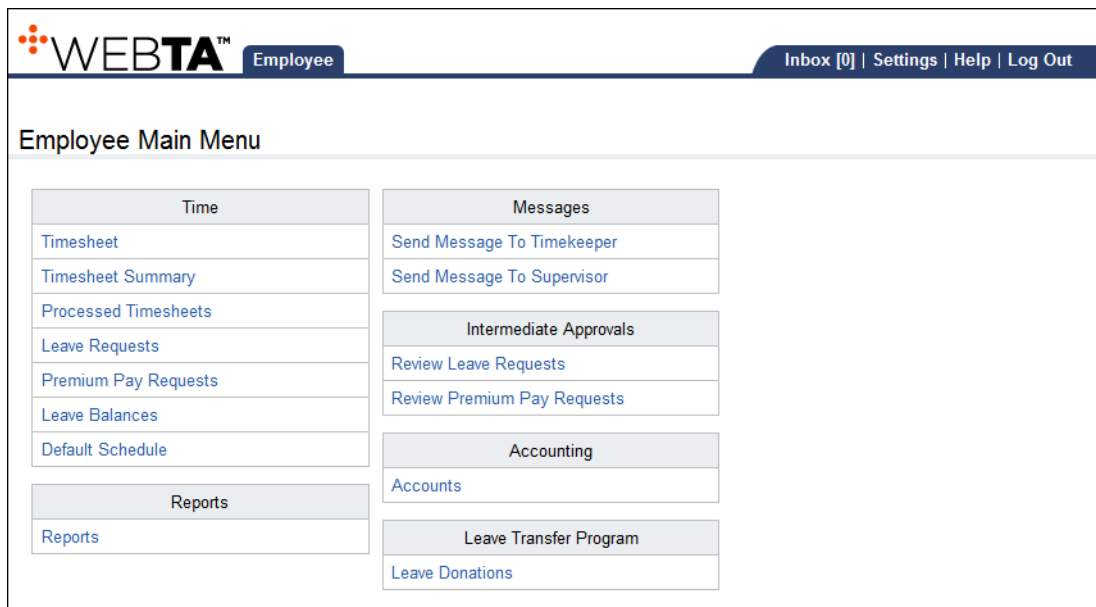 WEBTA™
Employee
Inbox [0] | Settings | Help | Log Out
Employee Main Menu
Time
Timesheet
Timesheet Summary
Processed Timesheets
Leave Requests
Premium Pay Requests
Leave Balances
Default Schedule
Reports
Reports
Messages
Send Message To Timekeeper
Send Message To Supervisor
Intermediate Approvals
Review Leave Requests
Review Premium Pay Requests
Accounting
Accounts
Leave Transfer Program
Leave Donations